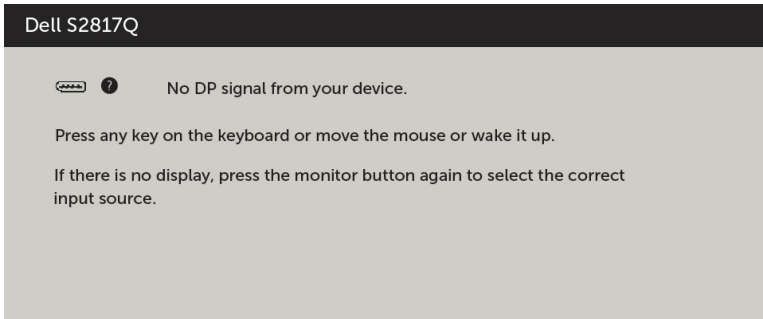 Dell S2817Q
? No DP signal from your device.
Press any key on the keyboard or move the mouse or wake it up.
If there is no display, press the monitor button again to select the correct
input source.